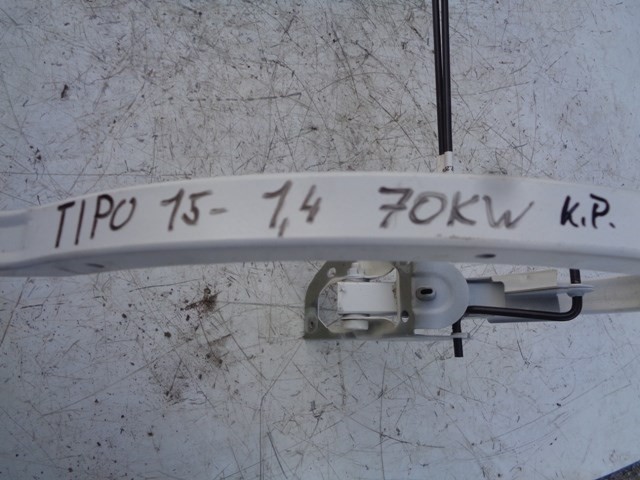 TIPO 15- 1,4 70KW K.P.